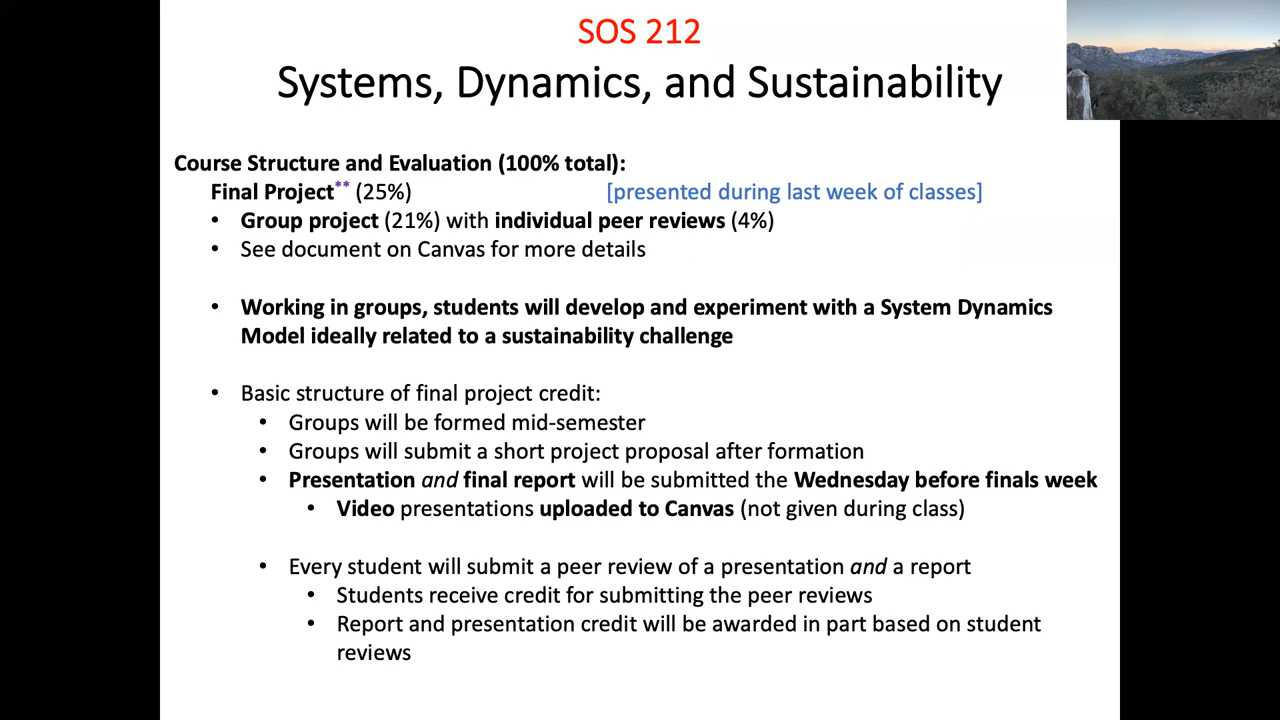 SOS 212
Systems, Dynamics, and Sustainability
Course Structure and Evaluation (100% total):
Final Project** (25%) [presented during last week of classes]
• Group project (21%) with individual peer reviews (4%)
• See document on Canvas for more details
• Working in groups, students will develop and experiment with a System Dynamics
Model ideally related to a sustainability challenge
• Basic structure of final project credit:
• Groups will be formed mid-semester
• Groups will submit a short project proposal after formation
• Presentation and final report will be submitted the Wednesday before finals week
• Video presentations uploaded to Canvas (not given during class)
• Every student will submit a peer review of a presentation and a report
• Students receive credit for submitting the peer reviews
• Report and presentation credit will be awarded in part based on student
reviews